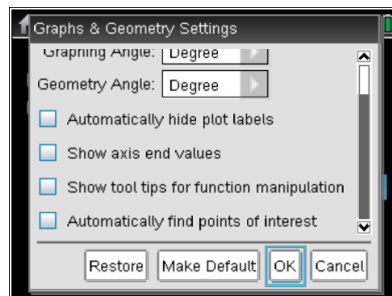 Graphs & Geometry Settings
Graphing Angle: Degree
Geometry Angle: Degree
Automatically hide plot labels
Show axis end values
Show tool tips for function manipulation
Automatically find points of interest
Restore Make Default OK Cancel